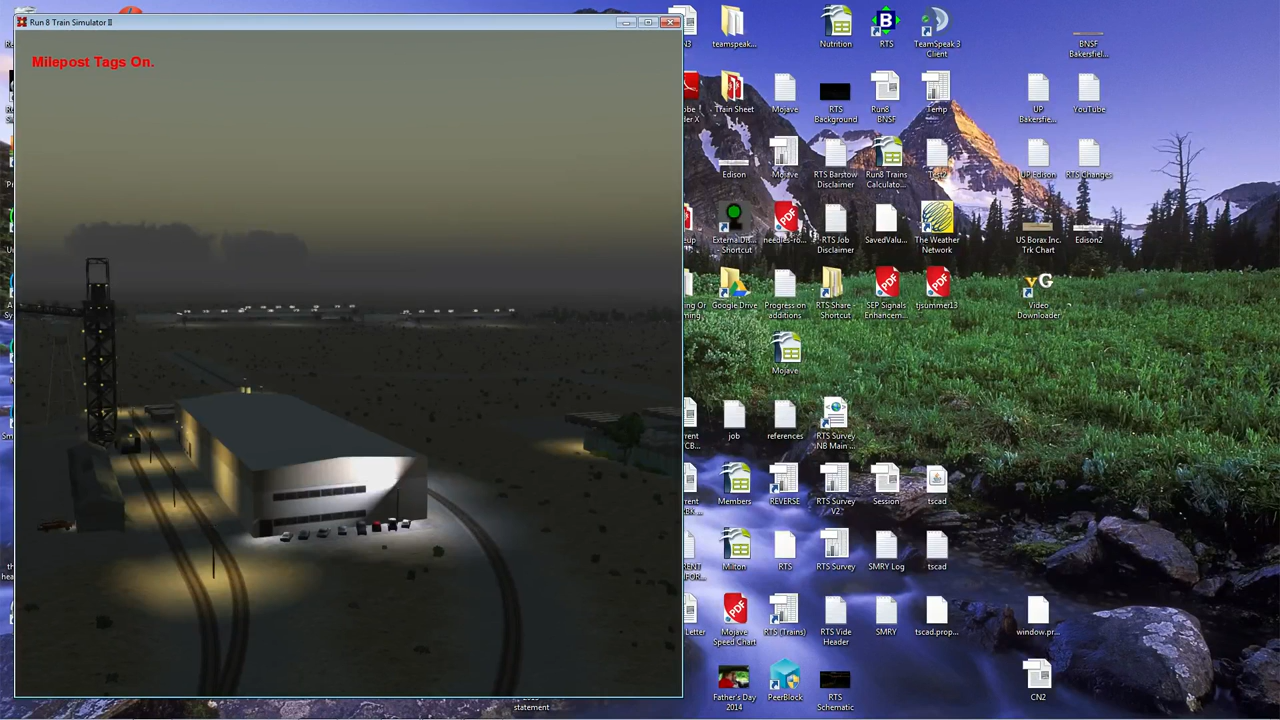 Run 8 Train Simulator II
Milepost Tags On.
teamspeak...
Nutrition
RTS
TeamSpeak 3
Client
BNSF
Bakersfiel...
Train Sheet
Mojave
RTS
Background
Run8
BNSF
Temp
UP
Bakersfie...
YouTube
Edison
Mojave
RTS Barstow
Disclaimer
Run8 Trains
Calculato...
Test2
UP Edison
RTS Changes
ExternalDis...
- Shortcut
needles-ro...
RTS Job
Disclaimer
SavedValu...
The Weather
Network
US Borax Inc.
Trk Chart
Edison2
Google Drive
Progress on
additions
RTS Share -
Shortcut
SEP Signals
Enhancem...
tjsummer13
Video
Downloader
Mojave
job
references
RTS Survey
NB Main ...
Members
REVERSE
RTS Survey
V2
Session
tscad
Milton
RTS
RTS Survey
SMRY Log
tscad
Letter
Mojave
Speed Chart
RTS (Trains)
RTS Vide
Header
SMRY
tscad.prop...
window.pr...
Father's Day
2014
PeerBlock
RTS
Schematic
CN2
statement